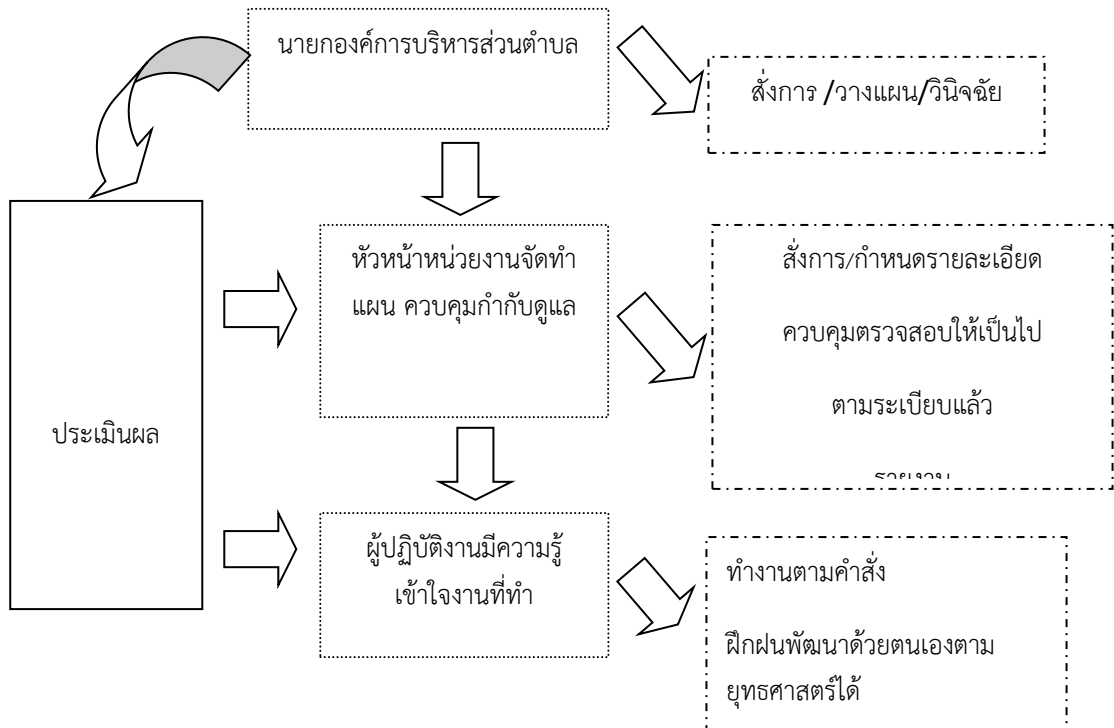 นายกองค์การบริหารส่วนตำบล
สั่งการ /วางแผน/วินิจฉัย
หัวหน้าหน่วยงานจัดทำ
แผน ควบคุมกำกับดูแล
สั่งการ/กำหนดรายละเอียด
ควบคุมตรวจสอบให้เป็นไป
ตามระเบียบแล้ว
ประเมินผล
ผู้ปฏิบัติงานมีความรู้
เข้าใจงานที่ทำ
ทำงานตามคำสั่ง
ฝึกฝนพัฒนาด้วยตนเองตาม
ยุทธศาสตร์ได้